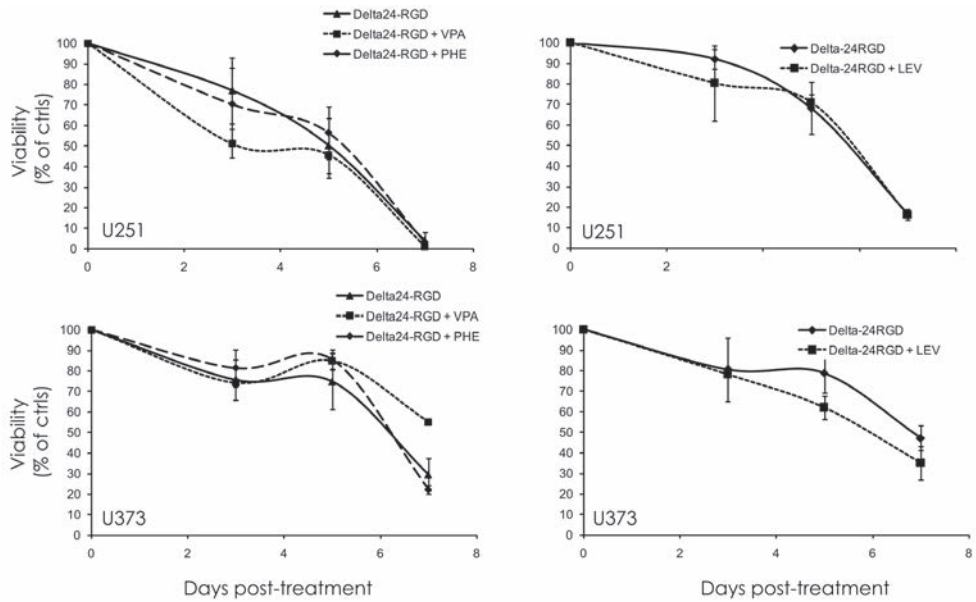 Delta24-RGD
Delta24-RGD + VPA
Delta24-RGD + PHE
Viability
(% of ctrls)
100
90
80
70
60
50
40
30
20
10
0
U251
0 2 4 6 8
Delta-24RGD
Delta-24RGD + LEV
100
90
80
70
60
50
40
30
20
10
0
U251
0 2
Delta24-RGD
Delta24-RGD + VPA
Delta24-RGD + PHE
Viability
(% of ctrls)
100
90
80
70
60
50
40
30
20
10
0
U373
0 2 4 6 8
Days post-treatment
Delta-24RGD
Delta-24RGD + LEV
100
90
80
70
60
50
40
30
20
10
0
U373
0 2 4 6 8
Days post-treatment